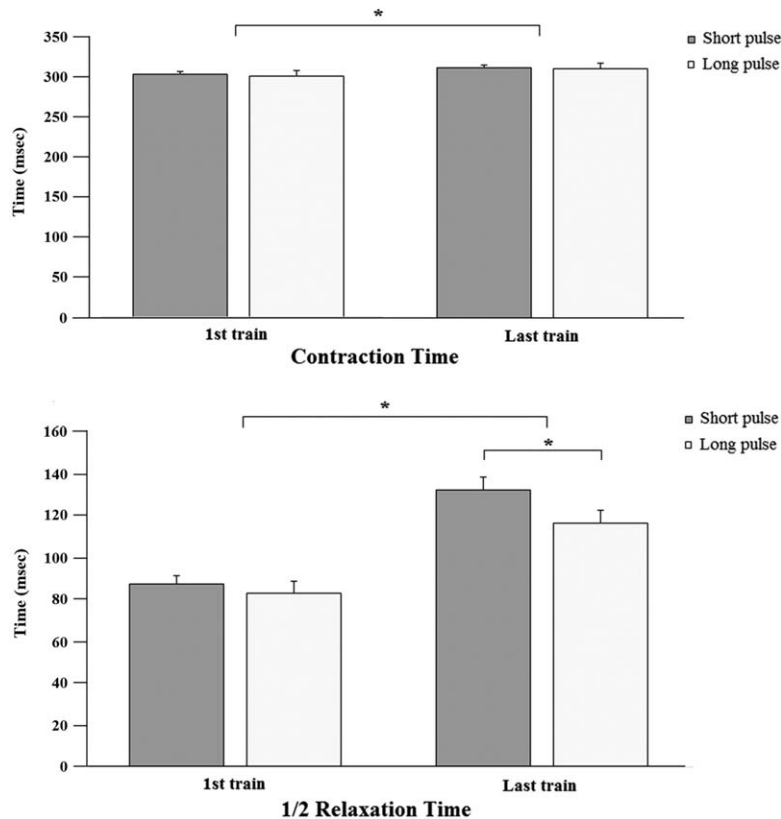 *
350
300
250
200
150
100
50
0
Time (msec)
Short pulse
Long pulse
1st train
Last train
Contraction Time
*
*
160
140
120
100
80
60
40
20
0
Time (msec)
Short pulse
Long pulse
1st train
Last train
1/2 Relaxation Time